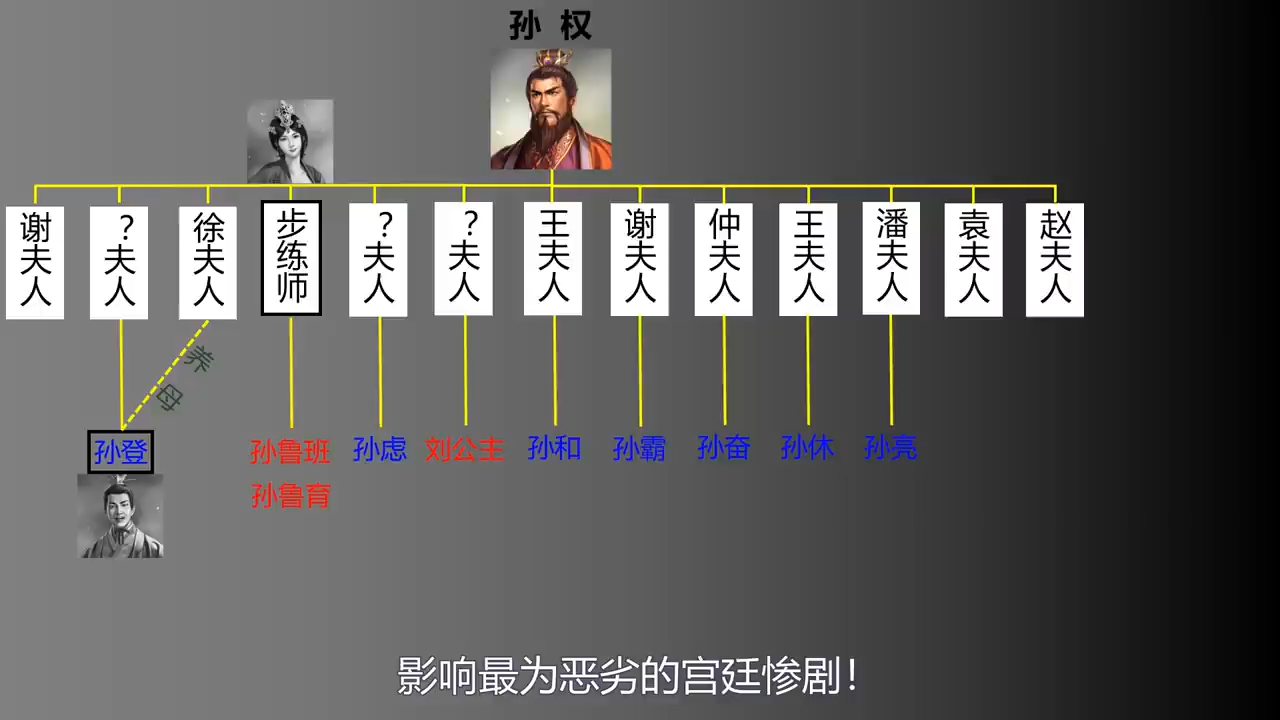 孙 权
谢夫人
？夫人
徐夫人
步练师
？夫人
？夫人
王夫人
谢夫人
仲夫人
王夫人
潘夫人
袁夫人
赵夫人
养母
孙登
孙鲁班
孙鲁育
孙虑
刘公主
孙和
孙霸
孙奋
孙休
孙亮
影响最为恶劣的宫廷惨剧！